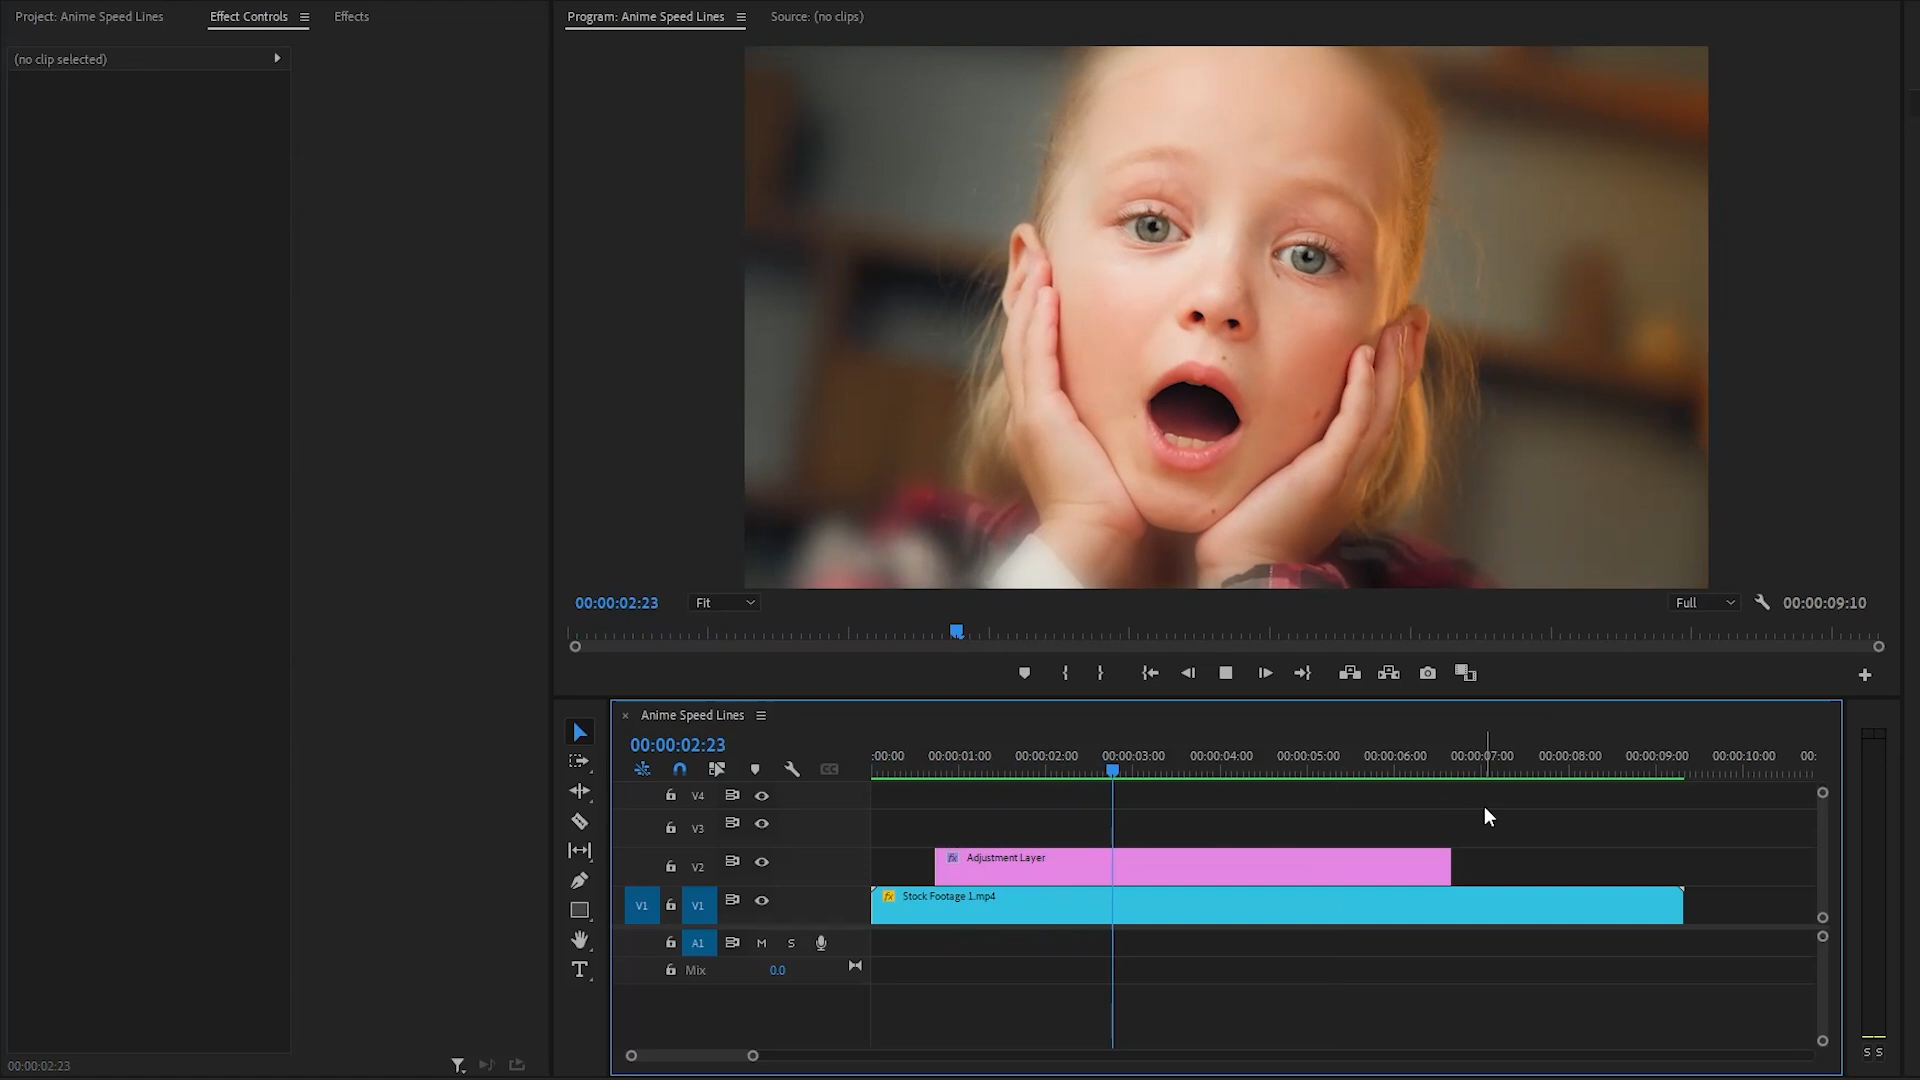 Project: Anime Speed Lines
Effect Controls
Effects
Program: Anime Speed Lines
Source: (no clips)
(no clip selected)
00:00:02:23
Fit
Full
00:00:09:10
Anime Speed Lines
00:00:02:23
:00:00
00:00:01:00
00:00:02:00
00:00:03:00
00:00:04:00
00:00:05:00
00:00:06:00
00:00:07:00
00:00:08:00
00:00:09:00
00:00:10:00
00:
CC
V4
V3
V2
fx Adjustment Layer
V1
V1
fx Stock Footage 1.mp4
A1
M
S
Mix
0.0
00:00:02:23
S S